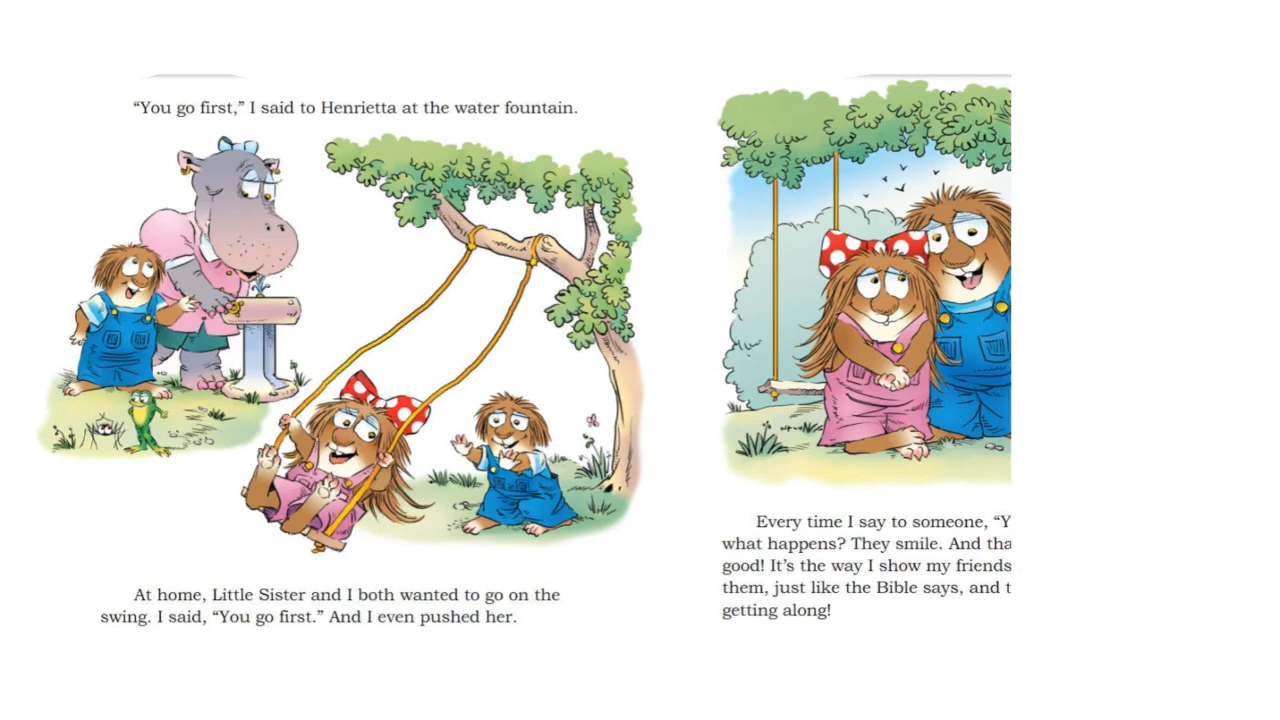 “You go first,” I said to Henrietta at the water fountain.
At home, Little Sister and I both wanted to go on the
swing. I said, “You go first.” And I even pushed her.
Every time I say to someone, “Y
what happens? They smile. And tha
good! It’s the way I show my friends
them, just like the Bible says, and t
getting along!